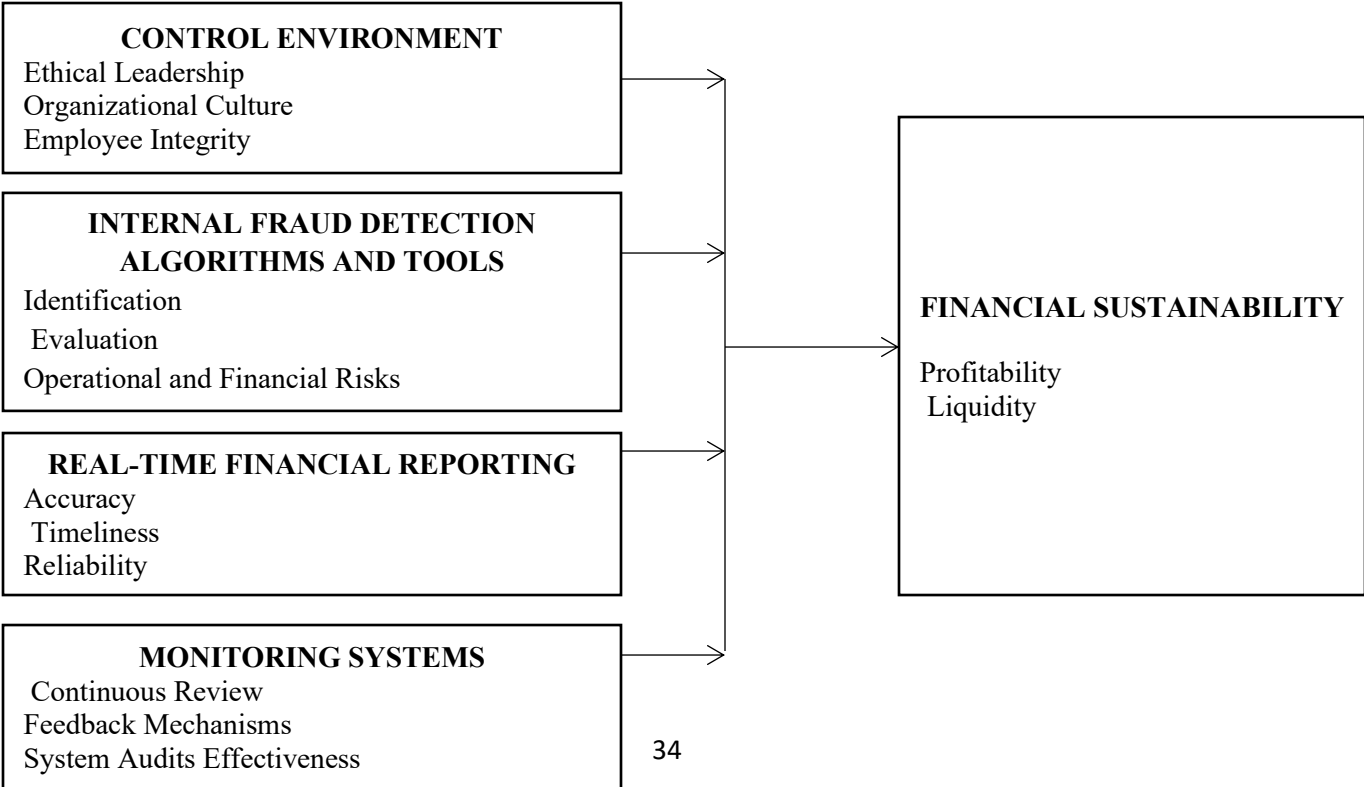 CONTROL ENVIRONMENT
Ethical Leadership
Organizational Culture
Employee Integrity
INTERNAL FRAUD DETECTION
ALGORITHMS AND TOOLS
Identification
Evaluation
Operational and Financial Risks
REAL-TIME FINANCIAL REPORTING
Accuracy
Timeliness
Reliability
MONITORING SYSTEMS
Continuous Review
Feedback Mechanisms
System Audits Effectiveness
FINANCIAL SUSTAINABILITY
Profitability
Liquidity
34